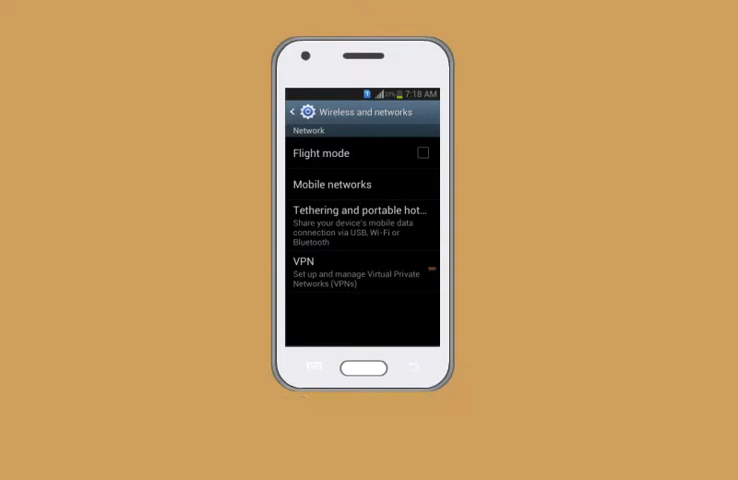 7:18 AM
Wireless and networks
Network
Flight mode
Mobile networks
Tethering and portable hot...
Share your device's mobile data
connection via USB, Wi-Fi or
Bluetooth
VPN
Set up and manage Virtual Private
Networks (VPNs)